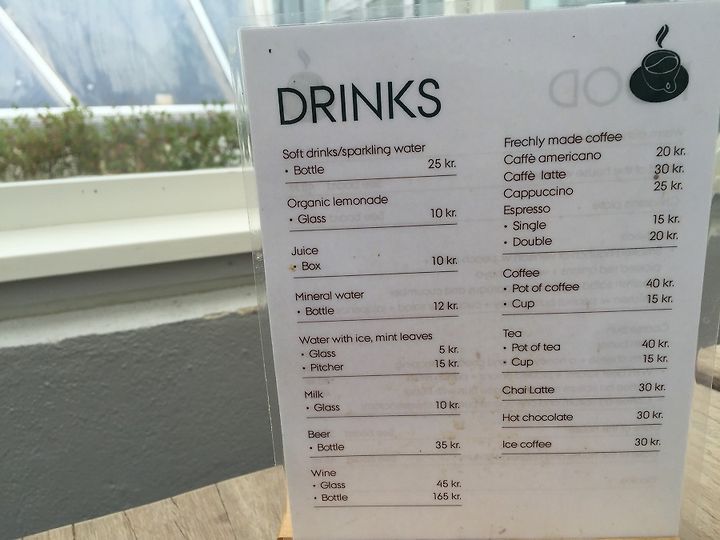 DRINKS
Soft drinks/sparkling water
• Bottle 25 kr.
Organic lemonade
• Glass 10 kr.
Juice
• Box 10 kr.
Mineral water
• Bottle 12 kr.
Water with ice, mint leaves
• Glass 5 kr.
• Pitcher 15 kr.
Milk
• Glass 10 kr.
Beer
• Bottle 35 kr.
Wine
• Glass 45 kr.
• Bottle 165 kr.
Frechly made coffee
Caffè americano 20 kr.
Caffè latte 30 kr.
Cappuccino 25 kr.
Espresso
• Single 15 kr.
• Double 20 kr.
Coffee
• Pot of coffee 40 kr.
• Cup 15 kr.
Tea
• Pot of tea 40 kr.
• Cup 15 kr.
Chai Latte 30 kr.
Hot chocolate 30 kr.
Ice coffee 30 kr.